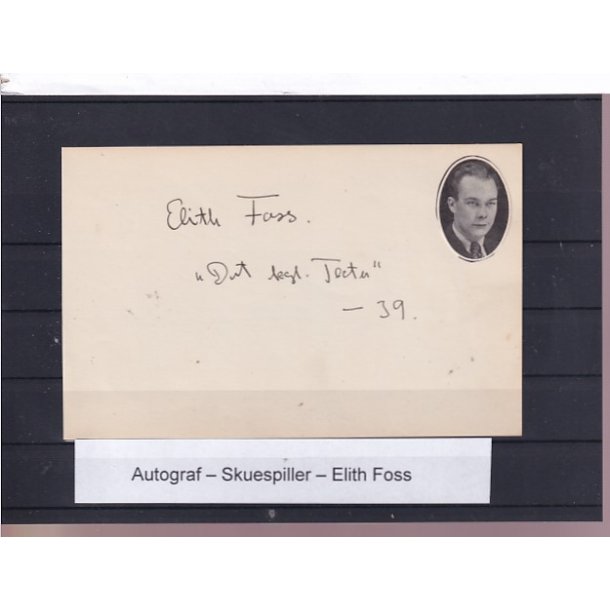 Elith Foss.
"Det kgl. Teater"
– 39.
Autograf – Skuespiller – Elith Foss